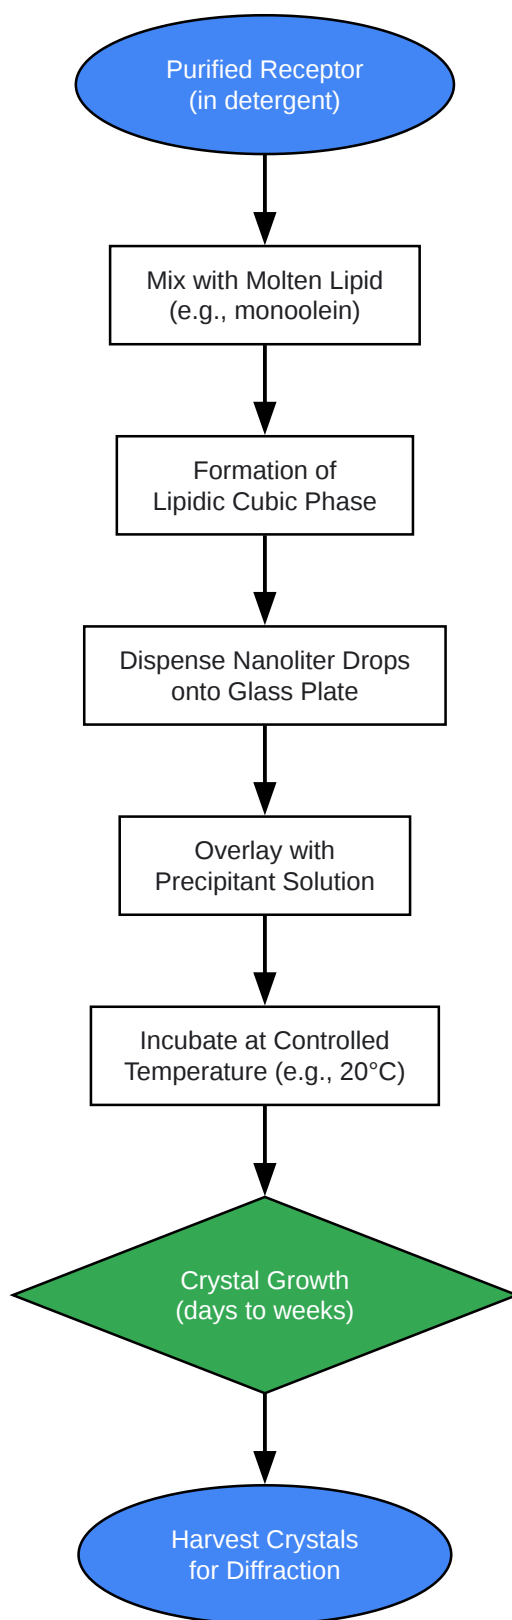 Purified Receptor
(in detergent)
Mix with Molten Lipid
(e.g., monoolein)
Formation of
Lipidic Cubic Phase
Dispense Nanoliter Drops
onto Glass Plate
Overlay with
Precipitant Solution
Incubate at Controlled
Temperature (e.g., 20°C)
Crystal Growth
(days to weeks)
Harvest Crystals
for Diffraction